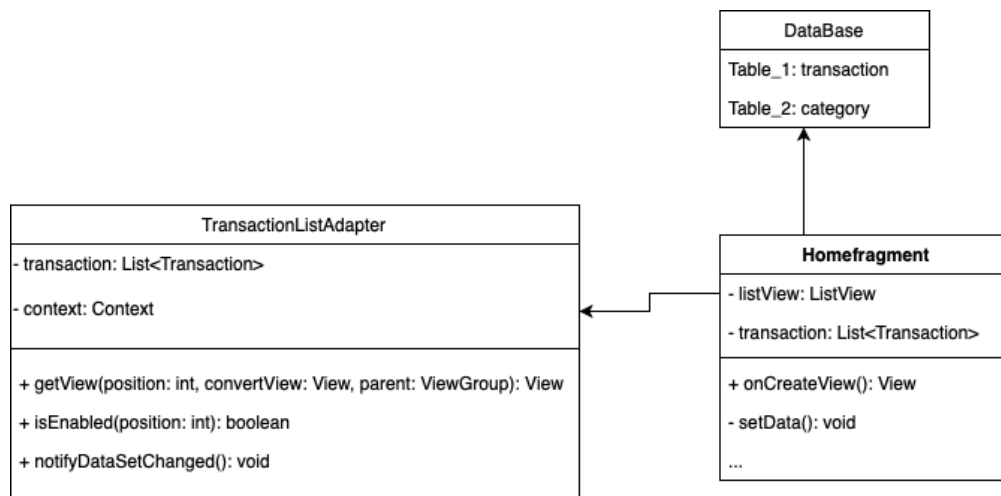 DataBase
Table_1: transaction
Table_2: category
TransactionListAdapter
- transaction: List<Transaction>
- context: Context
+ getView(position: int, convertView: View, parent: ViewGroup): View
+ isEnabled(position: int): boolean
+ notifyDataSetChanged(): void
Homefragment
- listView: ListView
- transaction: List<Transaction>
+ onCreateView(): View
- setData(): void
...